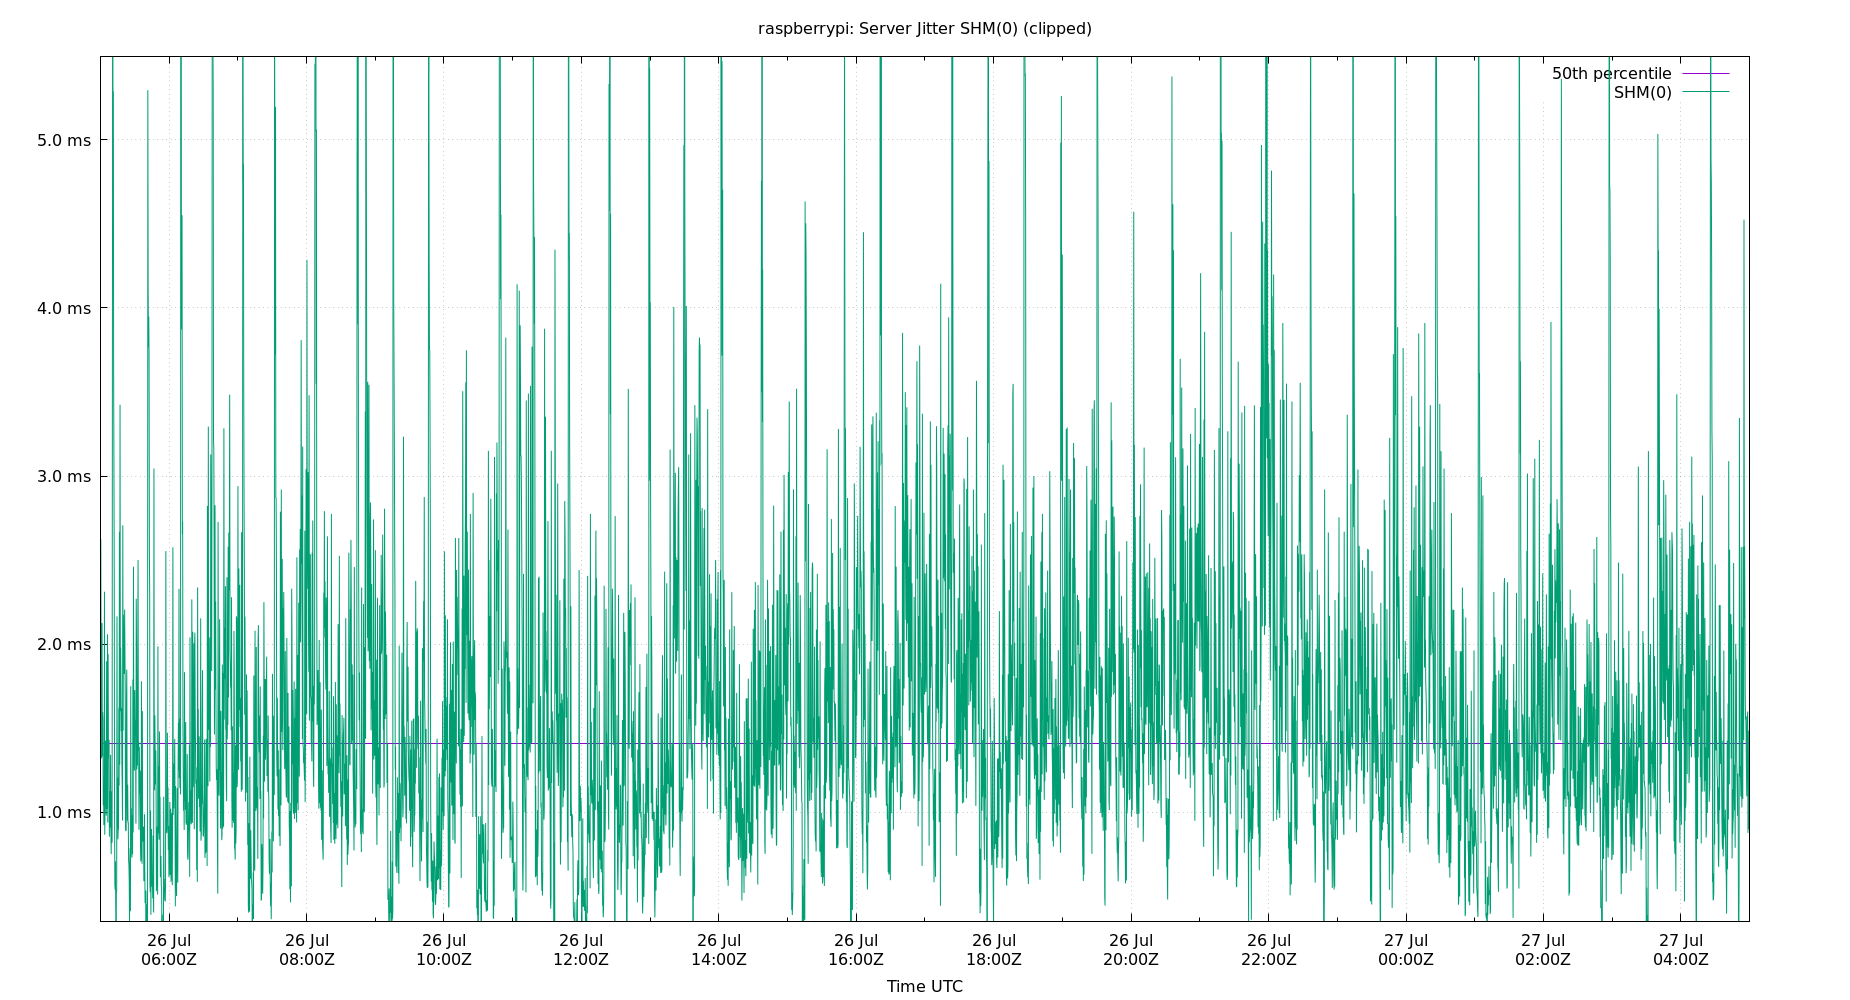 raspberrypi: Server Jitter SHM(0) (clipped)
50th percentile
SHM(0)
5.0 ms
4.0 ms
3.0 ms
2.0 ms
1.0 ms
26 Jul 26 Jul 26 Jul 26 Jul 26 Jul 26 Jul 26 Jul 26 Jul 26 Jul 27 Jul 27 Jul 27 Jul
06:00Z 08:00Z 10:00Z 12:00Z 14:00Z 16:00Z 18:00Z 20:00Z 22:00Z 00:00Z 02:00Z 04:00Z
Time UTC